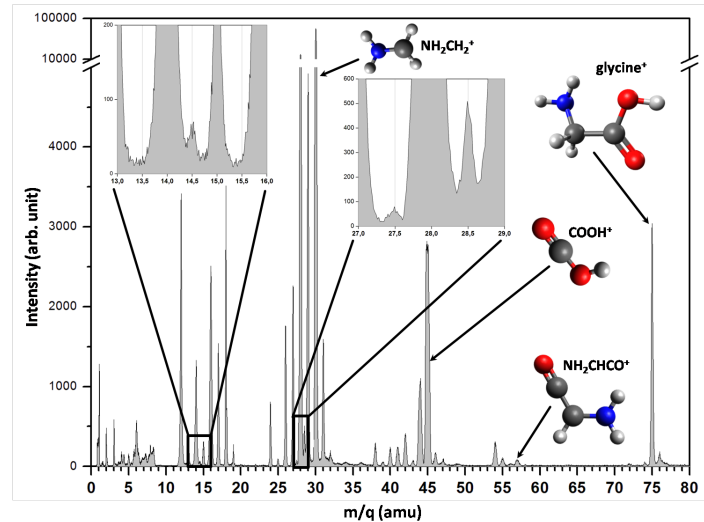 100000
10000
4000
3000
2000
1000
0
Intensity (arb. unit)
200
100
0
13,0 13,5 14,0 14,5 15,0 15,5 16,0
600
500
400
300
200
100
0
27,0 27,5 28,0 28,5 29,0
NH₂CH₂⁺
glycine⁺
COOH⁺
NH₂CHCO⁺
0 5 10 15 20 25 30 35 40 45 50 55 60 65 70 75 80
m/q (amu)